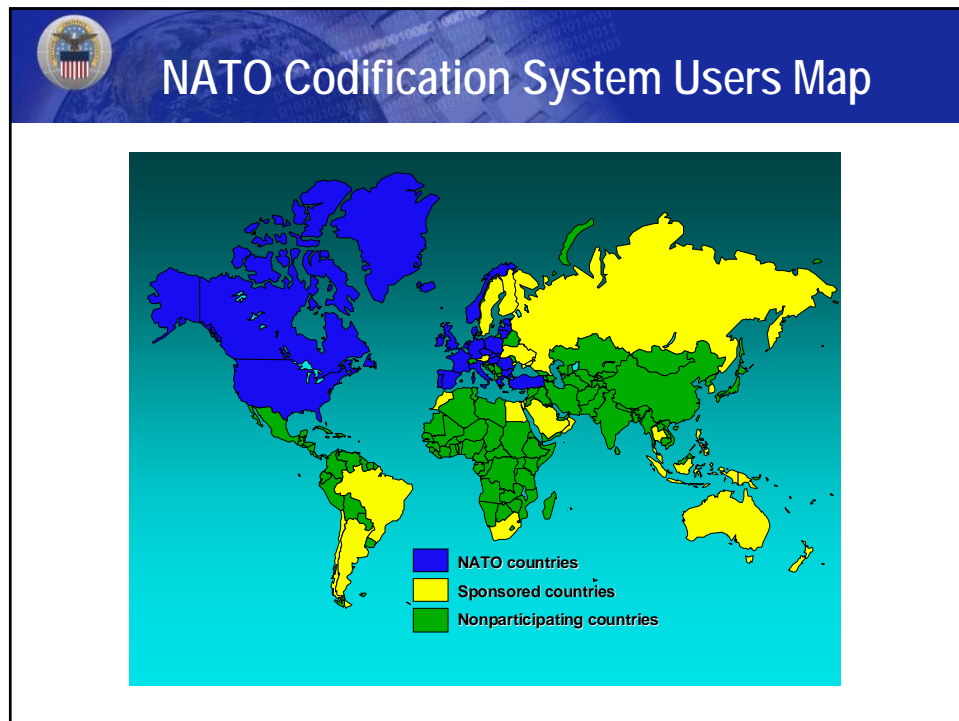 NATO Codification System Users Map
NATO countries
Sponsored countries
Nonparticipating countries